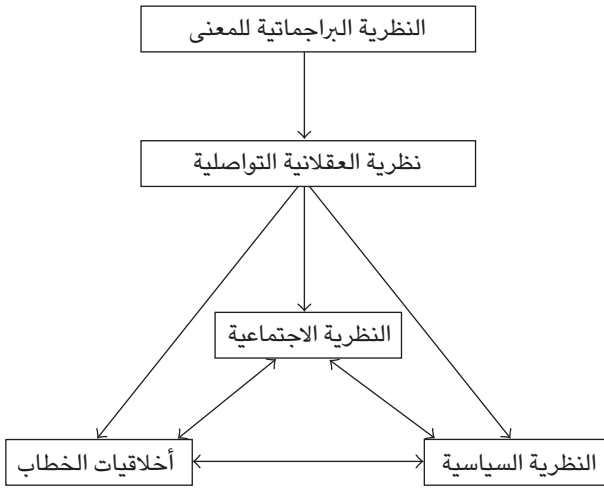 النظرية البراجماتية للمعنى
نظرية العقلانية التواصلية
النظرية الاجتماعية
النظرية السياسية
أخلاقيات الخطاب